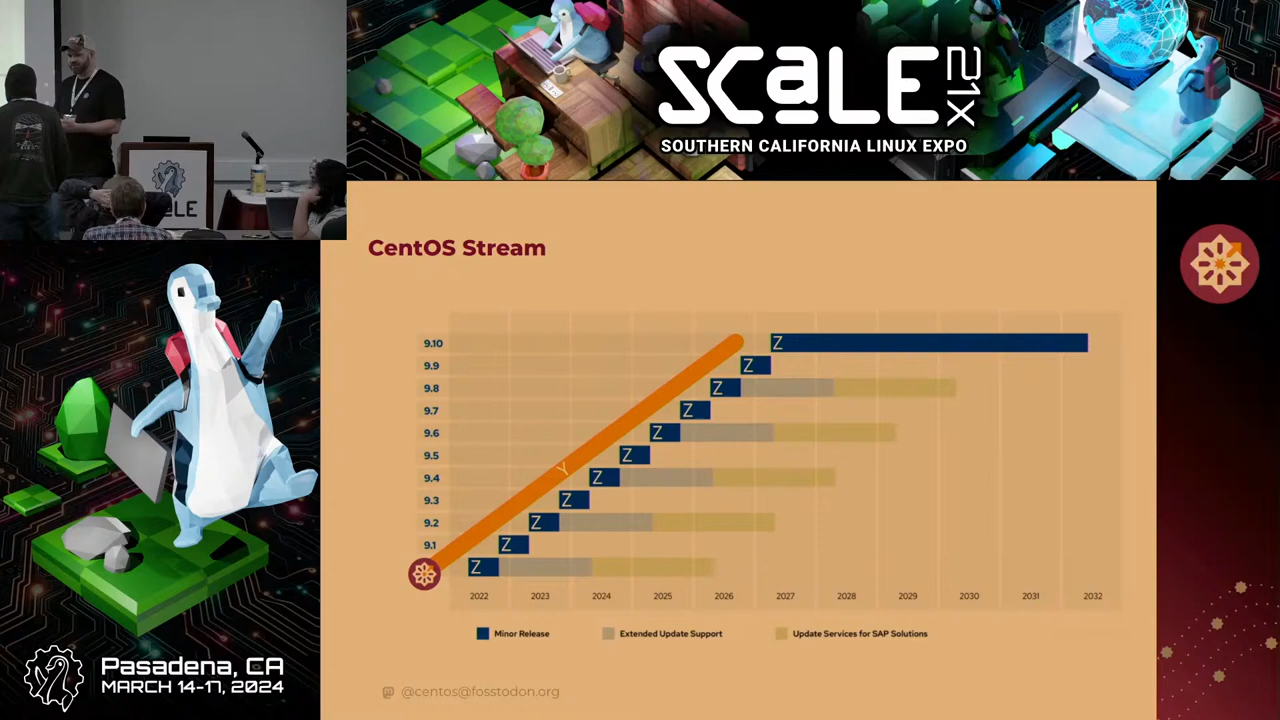 SCaLE 21x
SOUTHERN CALIFORNIA LINUX EXPO
CentOS Stream
9.10
Z
9.9
Z
9.8
Z
9.7
Z
9.6
Z
9.5
Z
Y
9.4
Z
9.3
Z
9.2
Z
9.1
Z
Z
2022 2023 2024 2025 2026 2027 2028 2029 2030 2031 2032
Minor Release Extended Update Support Update Services for SAP Solutions
@centos@fosstodon.org
Pasadena, CA
MARCH 14-17, 2024